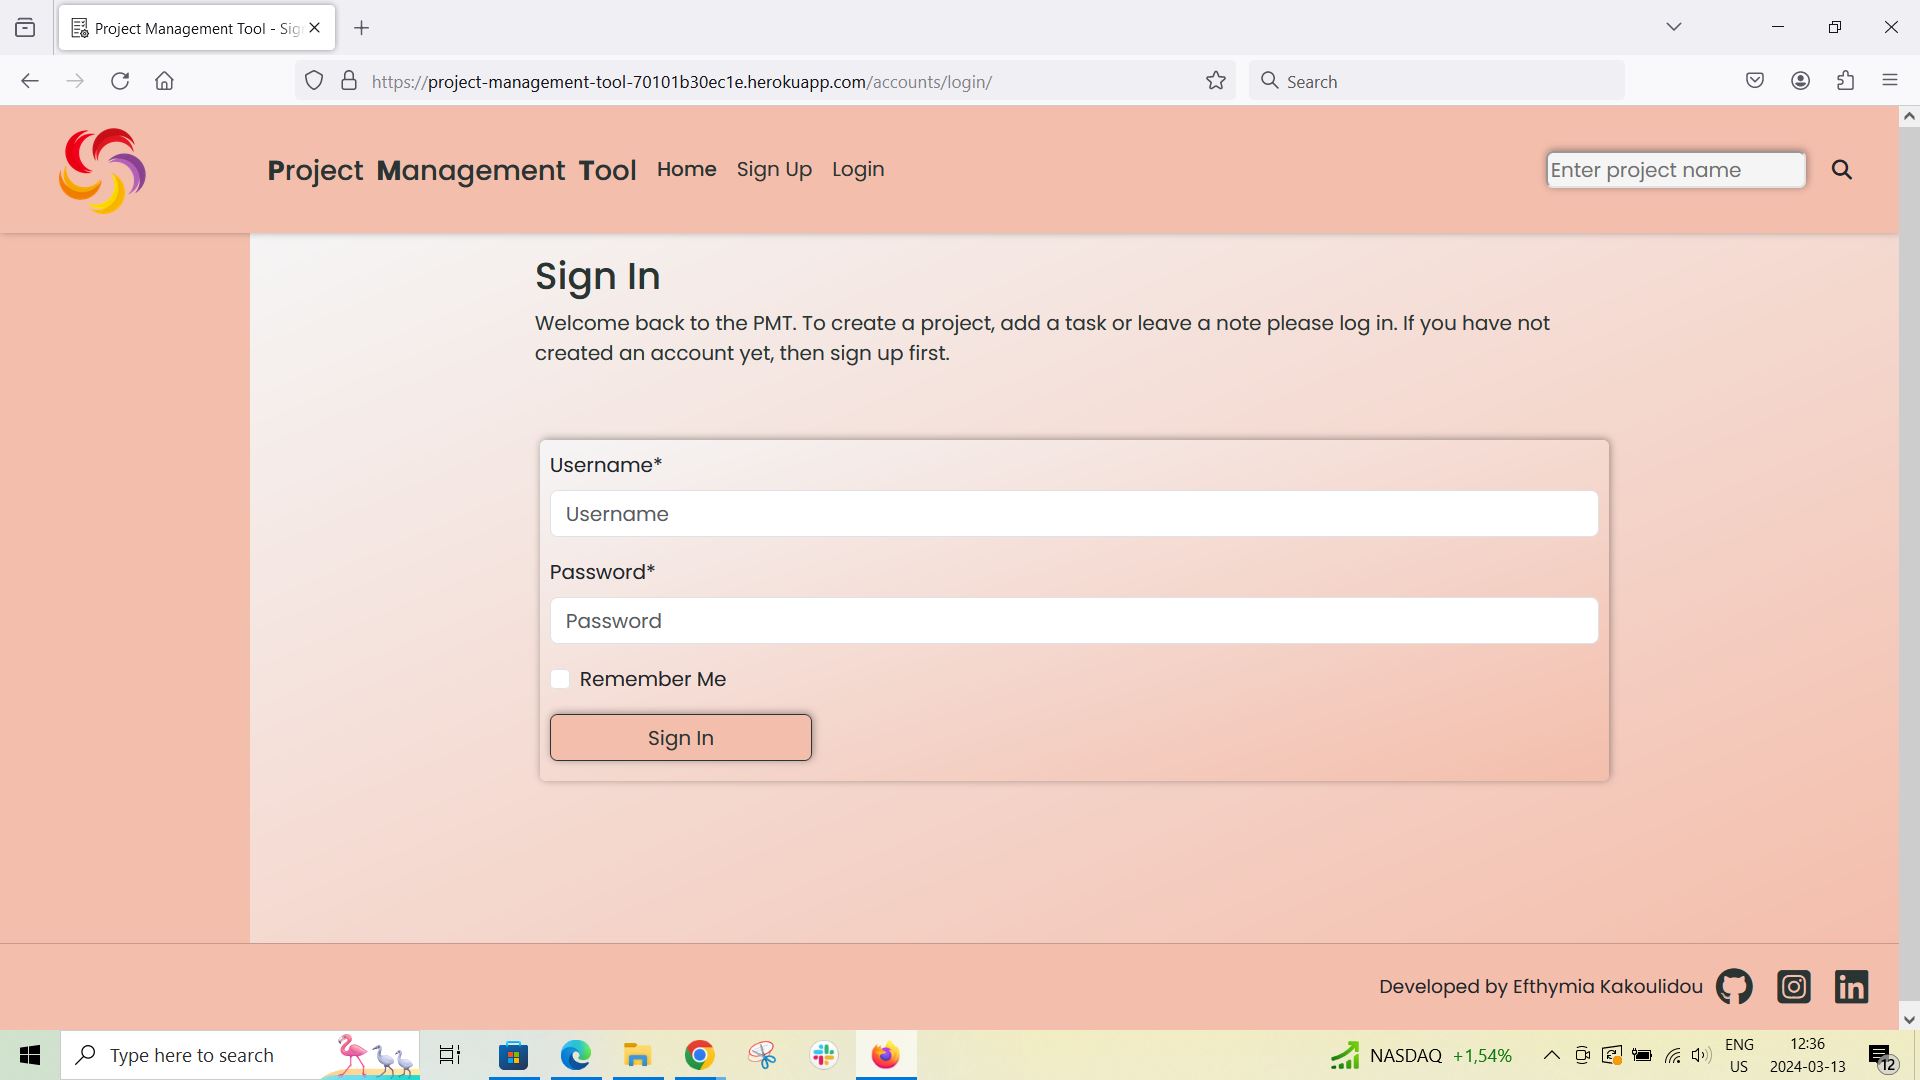 Project Management Tool - Sig
https://project-management-tool-70101b30ec1e.herokuapp.com/accounts/login/
Search
Project Management Tool
Home
Sign Up
Login
Enter project name
Sign In
Welcome back to the PMT. To create a project, add a task or leave a note please log in. If you have not
created an account yet, then sign up first.
Username*
Username
Password*
Password
Remember Me
Sign In
Developed by Efthymia Kakoulidou
Type here to search
NASDAQ +1,54%
ENG
US
12:36
2024-03-13
12